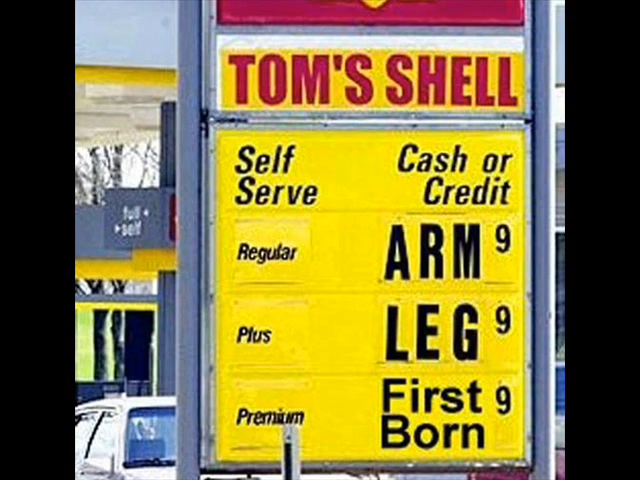 TOM'S SHELL
Self Cash or
Serve Credit
Regular ARM 9
Plus LEG 9
Premium First Born 9
full
self